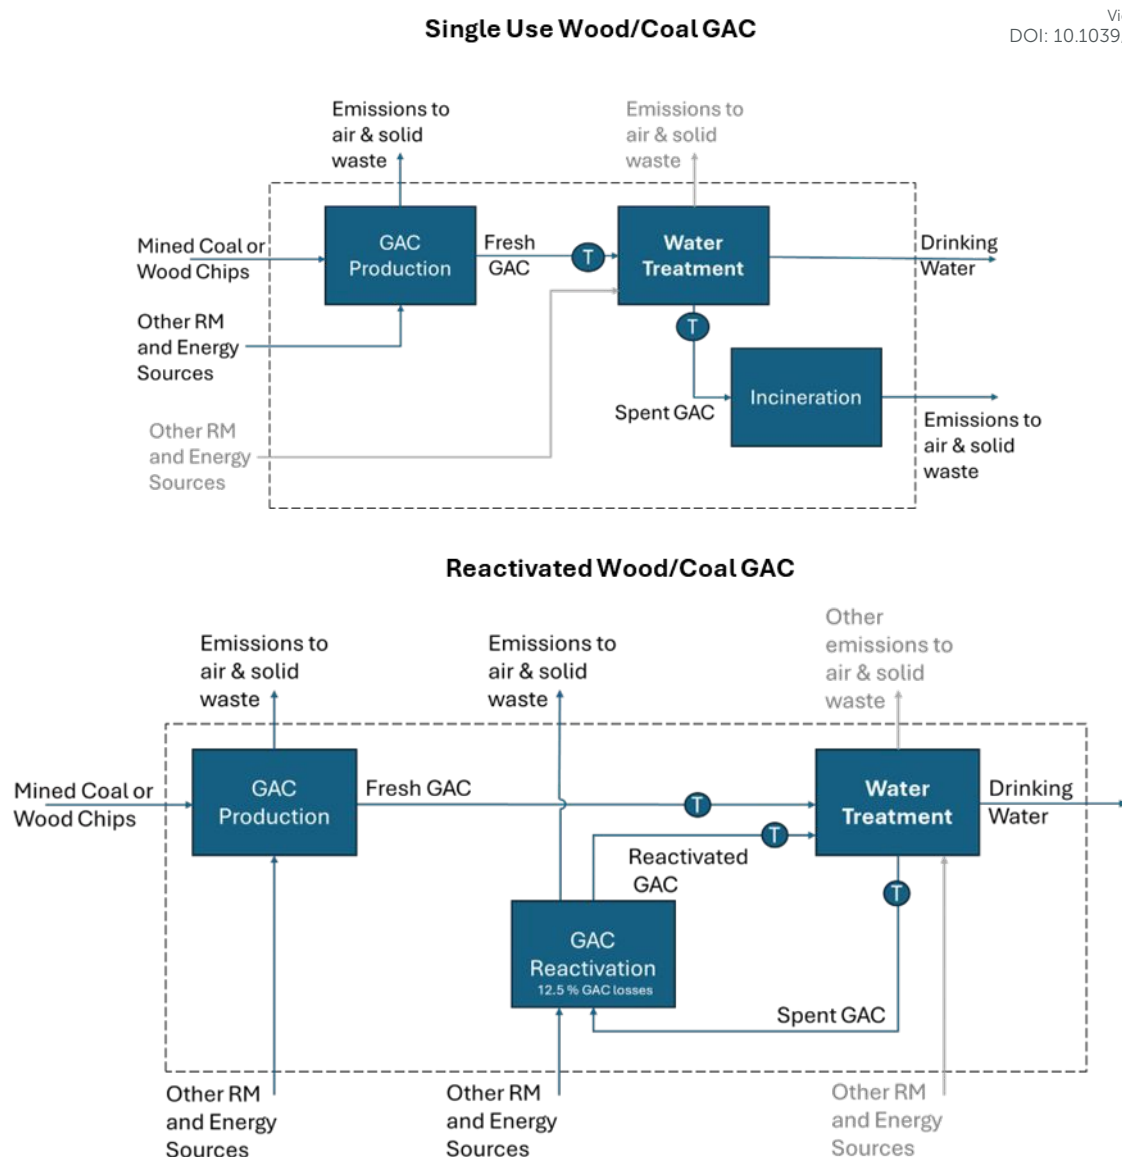 Single Use Wood/Coal GAC
DOI: 10.1039
Emissions to
air & solid
waste
Emissions to
air & solid
waste
Mined Coal or
Wood Chips
GAC
Production
Fresh
GAC
T
Water
Treatment
Drinking
Water
Other RM
and Energy
Sources
T
Spent GAC
Incineration
Emissions to
air & solid
waste
Other RM
and Energy
Sources
Reactivated Wood/Coal GAC
Emissions to
air & solid
waste
Emissions to
air & solid
waste
Other
emissions to
air & solid
waste
Mined Coal or
Wood Chips
GAC
Production
Fresh GAC
T
Water
Treatment
Drinking
Water
T
Reactivated
GAC
T
GAC
Reactivation
12.5 % GAC losses
Spent GAC
Other RM
and Energy
Sources
Other RM
and Energy
Sources
Other RM
and Energy
Sources